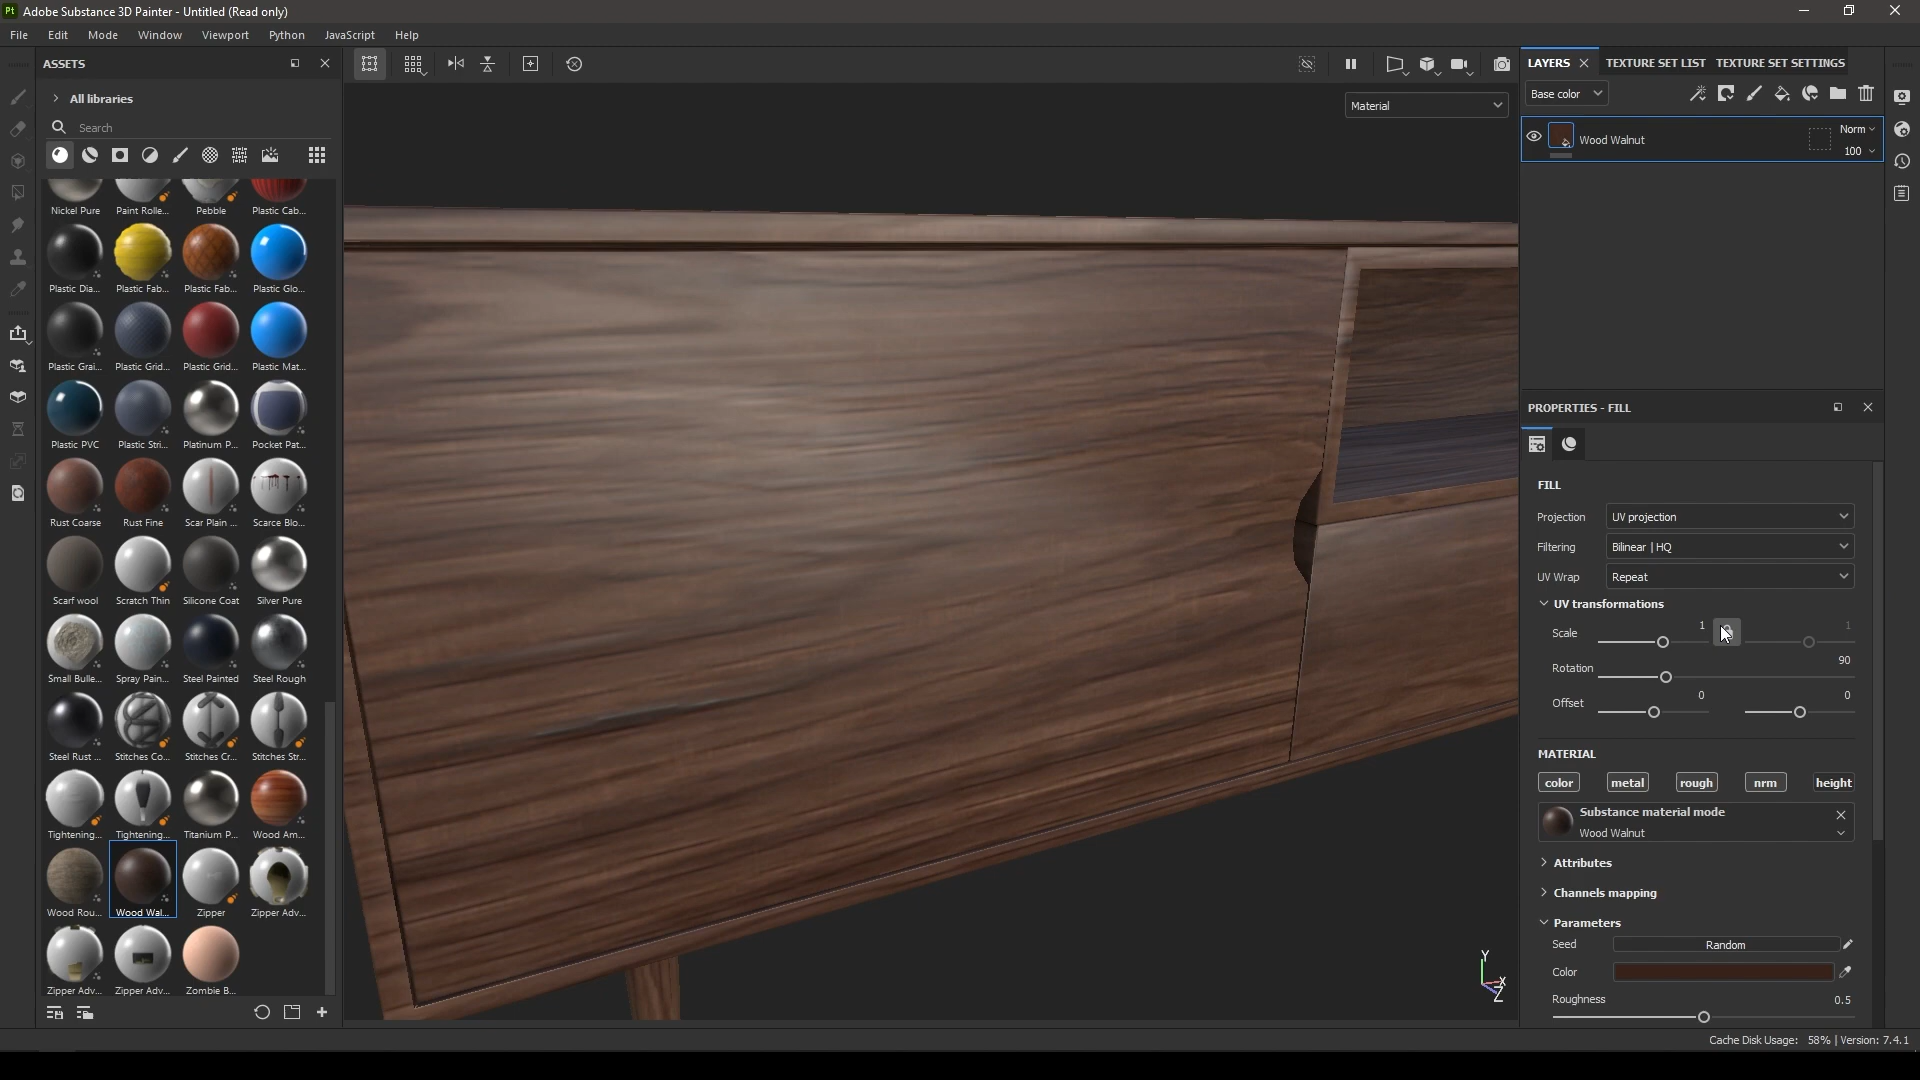 Pt Adobe Substance 3D Painter - Untitled (Read only)
File Edit Mode Window Viewport Python JavaScript Help
ASSETS
All libraries
Search
Nickel Pure Paint Rolle... Pebble Plastic Cab...
Plastic Dia... Plastic Fab... Plastic Fab... Plastic Glo...
Plastic Grai... Plastic Grid... Plastic Grid... Plastic Mat...
Plastic PVC Plastic Stri... Platinum P... Pocket Pat...
Rust Coarse Rust Fine Scar Plain ... Scarce Blo...
Scarf wool Scratch Thin Silicone Coat Silver Pure
Small Bulle... Spray Pain... Steel Painted Steel Rough
Steel Rust ... Stitches Co... Stitches Cr... Stitches Str...
Tightening... Tightening... Titanium P... Wood Am...
Wood Rou... Wood Wal... Zipper Zipper Adv...
Zipper Adv... Zipper Adv... Zombie B...
Material
Y
X
Z
LAYERS TEXTURE SET LIST TEXTURE SET SETTINGS
Base color
Wood Walnut
Norm
100
PROPERTIES - FILL
FILL
Projection UV projection
Filtering Bilinear | HQ
UV Wrap Repeat
UV transformations
Scale 1 1
Rotation 90
Offset 0 0
MATERIAL
color metal rough nrm height
Substance material mode
Wood Walnut
Attributes
Channels mapping
Parameters
Seed Random
Color
Roughness 0.5
Cache Disk Usage: 58% | Version: 7.4.1